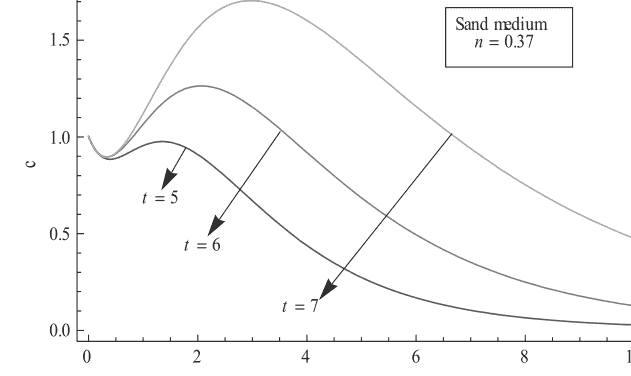 Sand medium
n = 0.37
1.5
1.0
c
t = 5
0.5
t = 6
t = 7
0.0
0 2 4 6 8 1